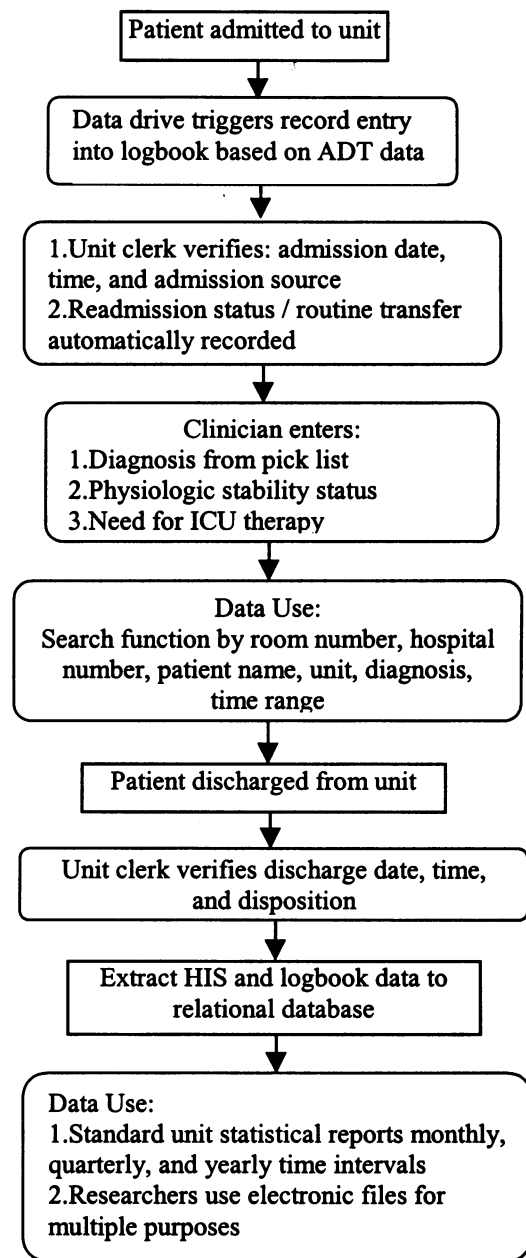 Patient admitted to unit
Data drive triggers record entry
into logbook based on ADT data
1.Unit clerk verifies: admission date,
time, and admission source
2.Readmission status / routine transfer
automatically recorded
Clinician enters:
1.Diagnosis from pick list
2.Physiologic stability status
3.Need for ICU therapy
Data Use:
Search function by room number, hospital
number, patient name, unit, diagnosis,
time range
Patient discharged from unit
Unit clerk verifies discharge date, time,
and disposition
Extract HIS and logbook data to
relational database
Data Use:
1.Standard unit statistical reports monthly,
quarterly, and yearly time intervals
2.Researchers use electronic files for
multiple purposes